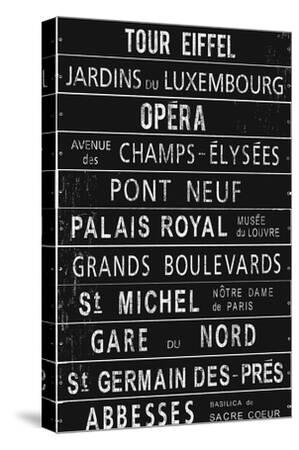 TOUR EIFFEL
JARDINS DU LUXEMBOURG
OPÉRA
AVENUE des CHAMPS-ÉLYSÉES
PONT NEUF
PALAIS ROYAL MUSÉE du LOUVRE
GRANDS BOULEVARDS
St MICHEL NÔTRE DAME de PARIS
GARE DU NORD
St GERMAIN DES-PRÉS
ABBESSES BASILICA de SACRE COEUR